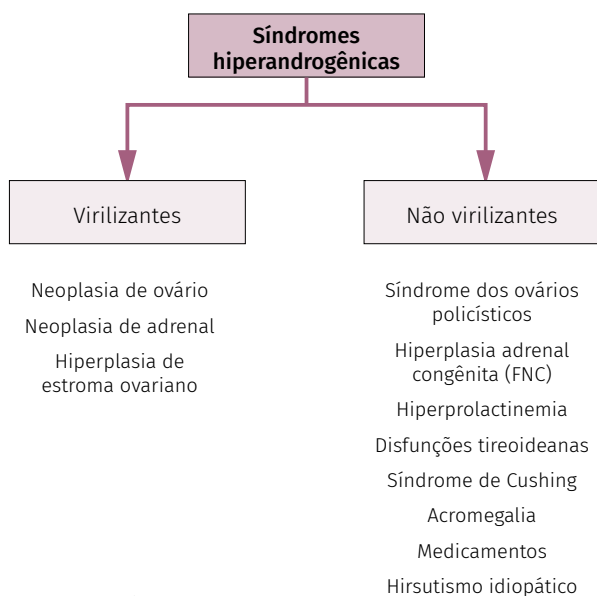 Síndromes
hiperandrogênicas
Virilizantes
Não virilizantes
Neoplasia de ovário
Neoplasia de adrenal
Hiperplasia de
estroma ovariano
Síndrome dos ovários
policísticos
Hiperplasia adrenal
congênita (FNC)
Hiperprolactinemia
Disfunções tireoideanas
Síndrome de Cushing
Acromegalia
Medicamentos
Hirsutismo idiopático